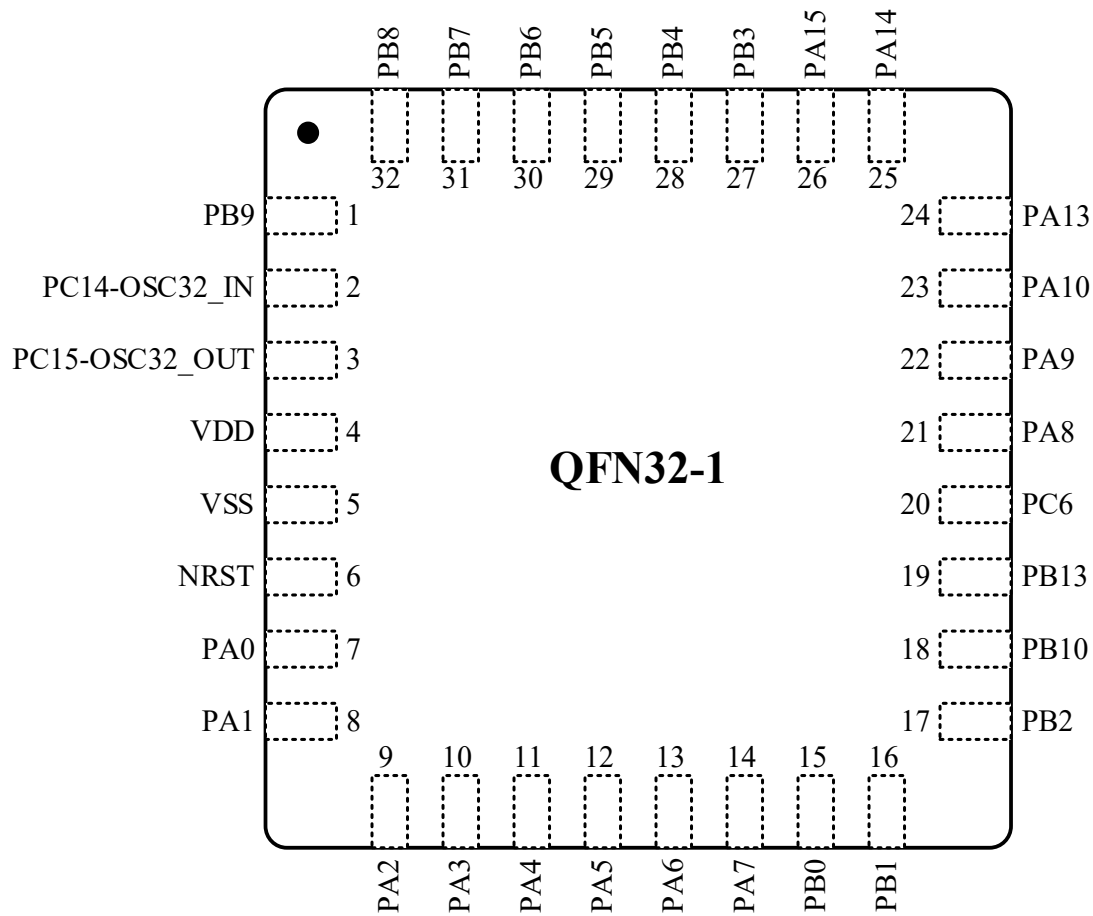 PB8 PB7 PB6 PB5 PB4 PB3 PA15 PA14
32 31 30 29 28 27 26 25
PB9 1 24 PA13
PC14-OSC32_IN 2 23 PA10
PC15-OSC32_OUT 3 22 PA9
VDD 4 21 PA8
QFN32-1
VSS 5 20 PC6
NRST 6 19 PB13
PA0 7 18 PB10
PA1 8 17 PB2
9 10 11 12 13 14 15 16
PA2 PA3 PA4 PA5 PA6 PA7 PB0 PB1